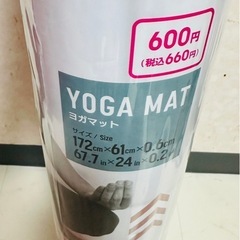 600円
(税込660円)
YOGA MAT
ヨガマット
サイズ / Size
172cm×61cm×0.6cm
67.7in×24in×0.2in